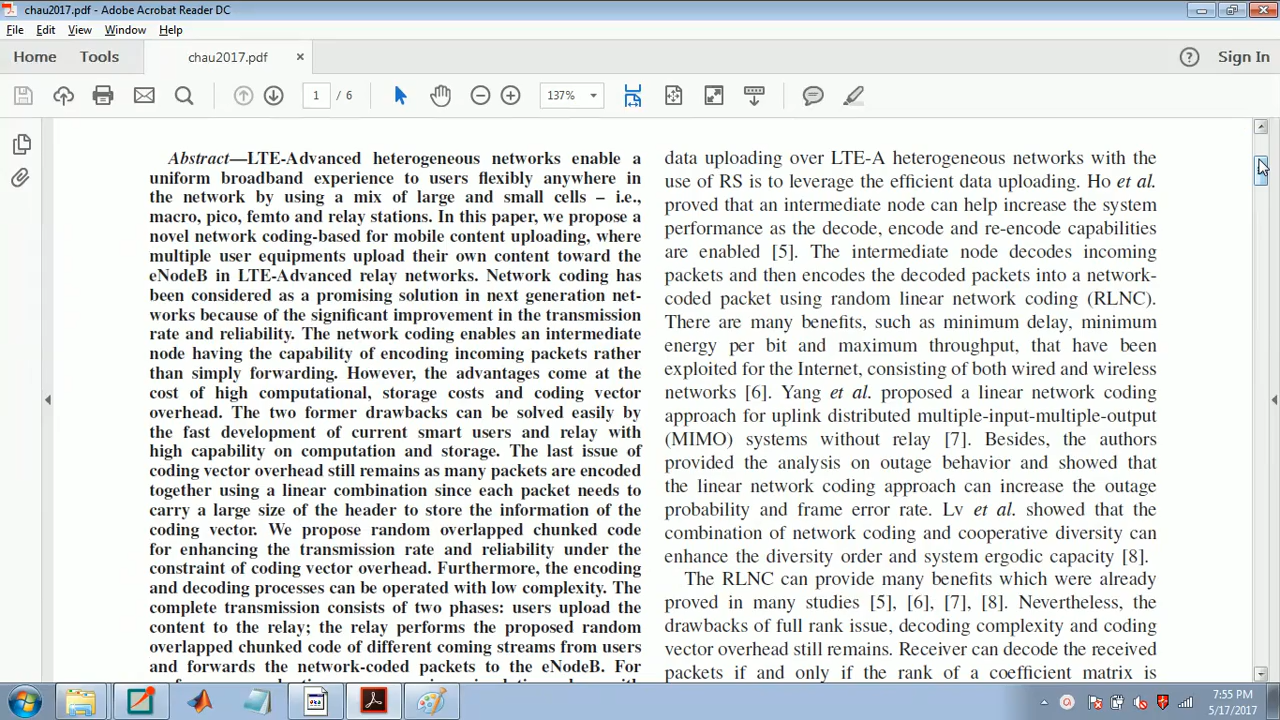 chau2017.pdf - Adobe Acrobat Reader DC
File Edit View Window Help
Home Tools chau2017.pdf × ? Sign In
1 / 6 137%
Abstract—LTE-Advanced heterogeneous networks enable a
uniform broadband experience to users flexibly anywhere in
the network by using a mix of large and small cells – i.e.,
macro, pico, femto and relay stations. In this paper, we propose a
novel network coding-based for mobile content uploading, where
multiple user equipments upload their own content toward the
eNodeB in LTE-Advanced relay networks. Network coding has
been considered as a promising solution in next generation net-
works because of the significant improvement in the transmission
rate and reliability. The network coding enables an intermediate
node having the capability of encoding incoming packets rather
than simply forwarding. However, the advantages come at the
cost of high computational, storage costs and coding vector
overhead. The two former drawbacks can be solved easily by
the fast development of current smart users and relay with
high capability on computation and storage. The last issue of
coding vector overhead still remains as many packets are encoded
together using a linear combination since each packet needs to
carry a large size of the header to store the information of the
coding vector. We propose random overlapped chunked code
for enhancing the transmission rate and reliability under the
constraint of coding vector overhead. Furthermore, the encoding
and decoding processes can be operated with low complexity. The
complete transmission consists of two phases: users upload the
content to the relay; the relay performs the proposed random
overlapped chunked code of different coming streams from users
and forwards the network-coded packets to the eNodeB. For
data uploading over LTE-A heterogeneous networks with the
use of RS is to leverage the efficient data uploading. Ho et al.
proved that an intermediate node can help increase the system
performance as the decode, encode and re-encode capabilities
are enabled [5]. The intermediate node decodes incoming
packets and then encodes the decoded packets into a network-
coded packet using random linear network coding (RLNC).
There are many benefits, such as minimum delay, minimum
energy per bit and maximum throughput, that have been
exploited for the Internet, consisting of both wired and wireless
networks [6]. Yang et al. proposed a linear network coding
approach for uplink distributed multiple-input-multiple-output
(MIMO) systems without relay [7]. Besides, the authors
provided the analysis on outage behavior and showed that
the linear network coding approach can increase the outage
probability and frame error rate. Lv et al. showed that the
combination of network coding and cooperative diversity can
enhance the diversity order and system ergodic capacity [8].
The RLNC can provide many benefits which were already
proved in many studies [5], [6], [7], [8]. Nevertheless, the
drawbacks of full rank issue, decoding complexity and coding
vector overhead still remains. Receiver can decode the received
packets if and only if the rank of a coefficient matrix is
7:55 PM
5/17/2017